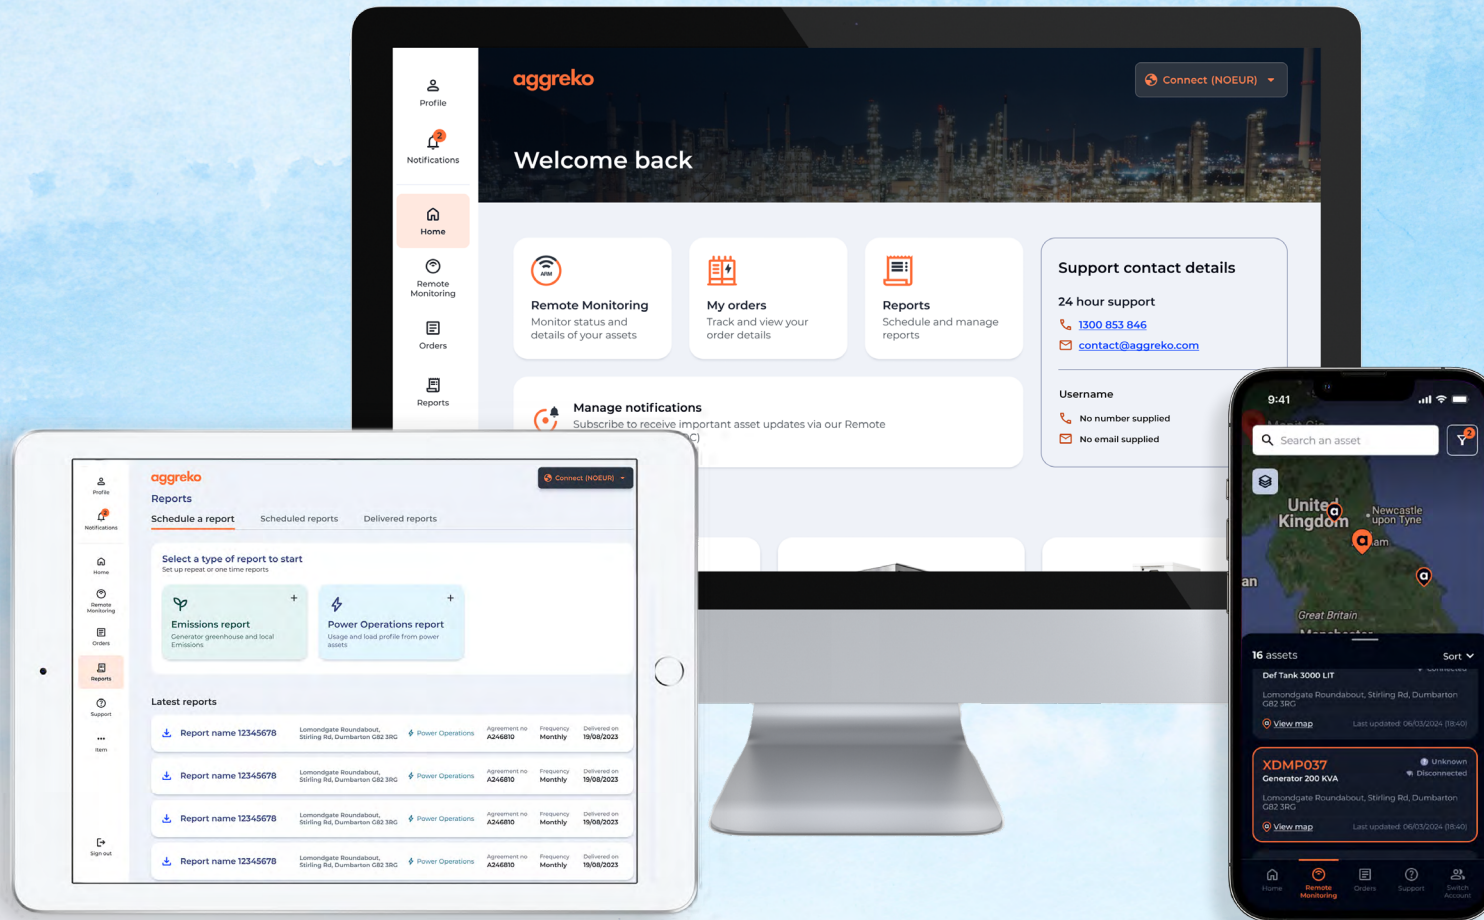 Profile
2
Notifications
Home
Remote
Monitoring
Orders
Reports
aggreko
Connect (NOEUR)
Welcome back
ARM
Remote Monitoring
Monitor status and
details of your assets
My orders
Track and view your
order details
Reports
Schedule and manage
reports
Support contact details
24 hour support
1300 853 846
contact@aggreko.com
Username
No number supplied
No email supplied
Manage notifications
Subscribe to receive important asset updates via our Remote
Profile
2
Notifications
Home
Remote
Monitoring
Orders
Reports
Support
Item
Sign out
aggreko
Connect (NOEUR)
Reports
Schedule a report
Scheduled reports
Delivered reports
Select a type of report to start
Set up repeat or one time reports
Emissions report
Generator greenhouse and local
Emissions
Power Operations report
Usage and load profile from power
assets
Latest reports
Report name 12345678
Lomondgate Roundabout,
Stirling Rd, Dumbarton G82 3RG
Power Operations
Agreement no
A246810
Frequency
Monthly
Delivered on
19/08/2023
Report name 12345678
Lomondgate Roundabout,
Stirling Rd, Dumbarton G82 3RG
Power Operations
Agreement no
A246810
Frequency
Monthly
Delivered on
19/08/2023
Report name 12345678
Lomondgate Roundabout,
Stirling Rd, Dumbarton G82 3RG
Power Operations
Agreement no
A246810
Frequency
Monthly
Delivered on
19/08/2023
Report name 12345678
Lomondgate Roundabout,
Stirling Rd, Dumbarton G82 3RG
Power Operations
Agreement no
A246810
Frequency
Monthly
Delivered on
19/08/2023
9:41
Search an asset
2
United
Kingdom
Newcastle
upon Tyne
am
an
Great Britain
Manchester
16 assets
Sort
Connected
Def Tank 3000 LIT
Lomondgate Roundabout, Stirling Rd, Dumbarton
G82 3RG
View map
Last updated: 06/03/2024 (18:40)
XDMP037
Unknown
Generator 200 KVA
Disconnected
Lomondgate Roundabout, Stirling Rd, Dumbarton
G82 3RG
View map
Last updated: 06/03/2024 (18:40)
Home
Remote
Monitoring
Orders
Support
Switch
Account